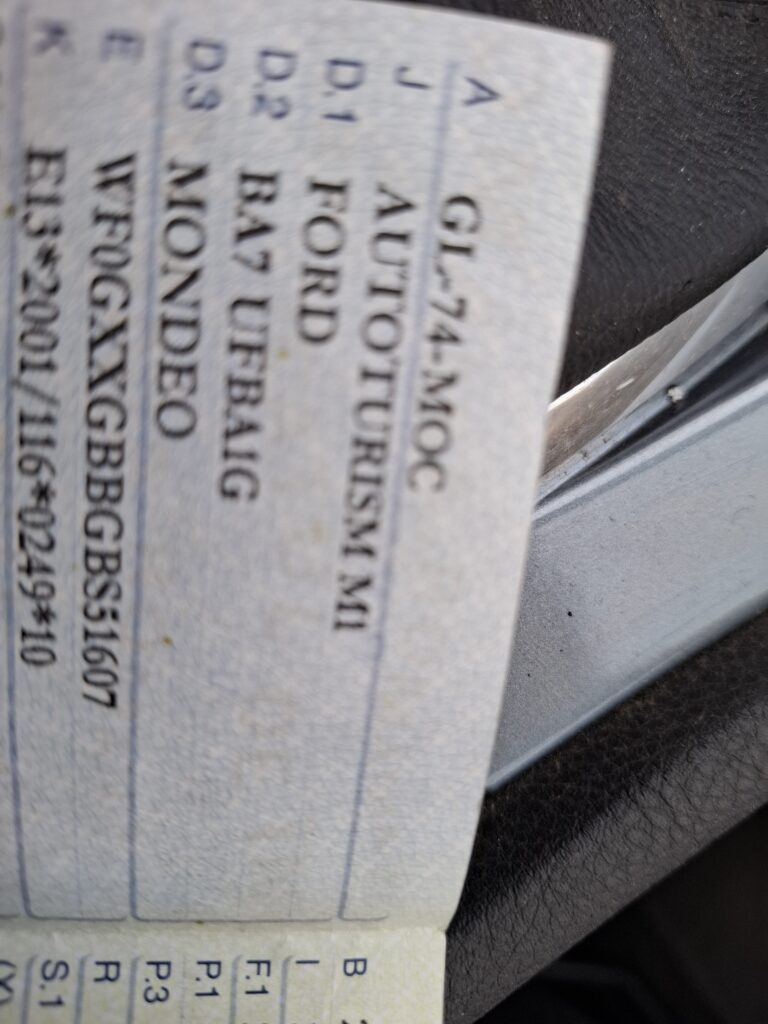 A GL-74-MOC
J AUTOTURISM M1
D.1 FORD
D.2 BA7 UFBA1G
D.3 MONDEO
E WF0GXXGBBGBS51607
K E13*2001/116*0249*10
B
I
F.1
P.1
P.3
R
S.1